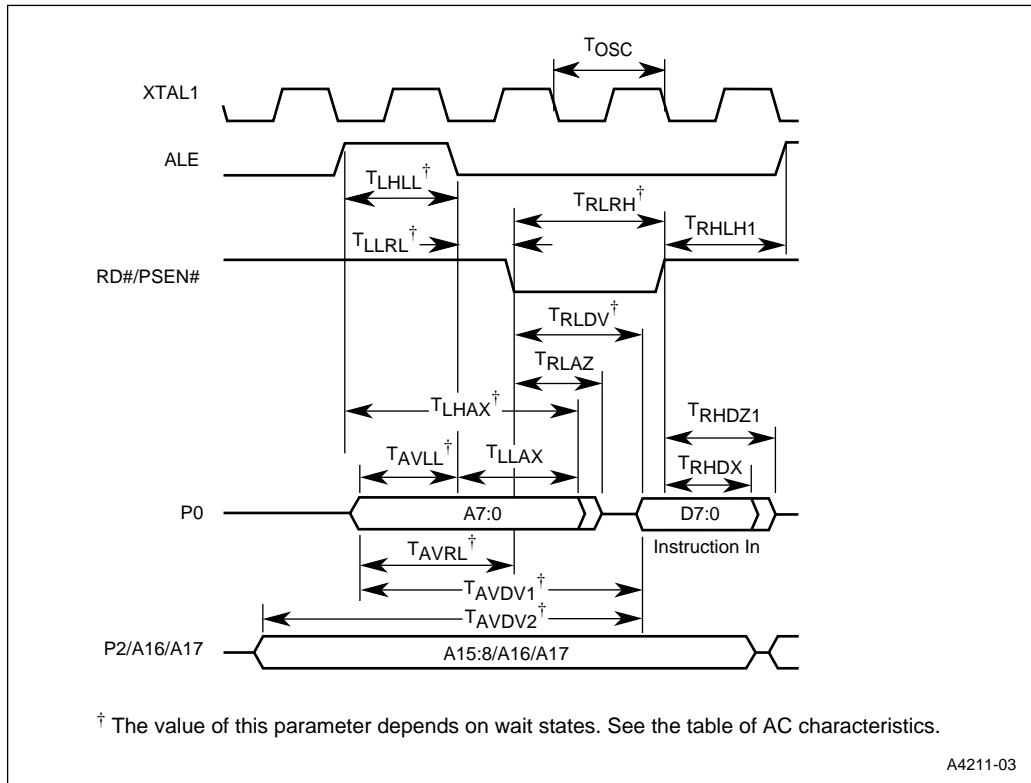 TOSC
XTAL1
ALE
TLHLL†
TRLRH†
TRHLH1
TLLRL†
RD#/PSEN#
TRLDV†
TRLAZ
TLHAX†
TRHDZ1
TAVLL†
TLLAX
TRHDX
P0
A7:0
D7:0
Instruction In
TAVRL†
TAVDV1†
TAVDV2†
P2/A16/A17
A15:8/A16/A17
† The value of this parameter depends on wait states. See the table of AC characteristics.
A4211-03